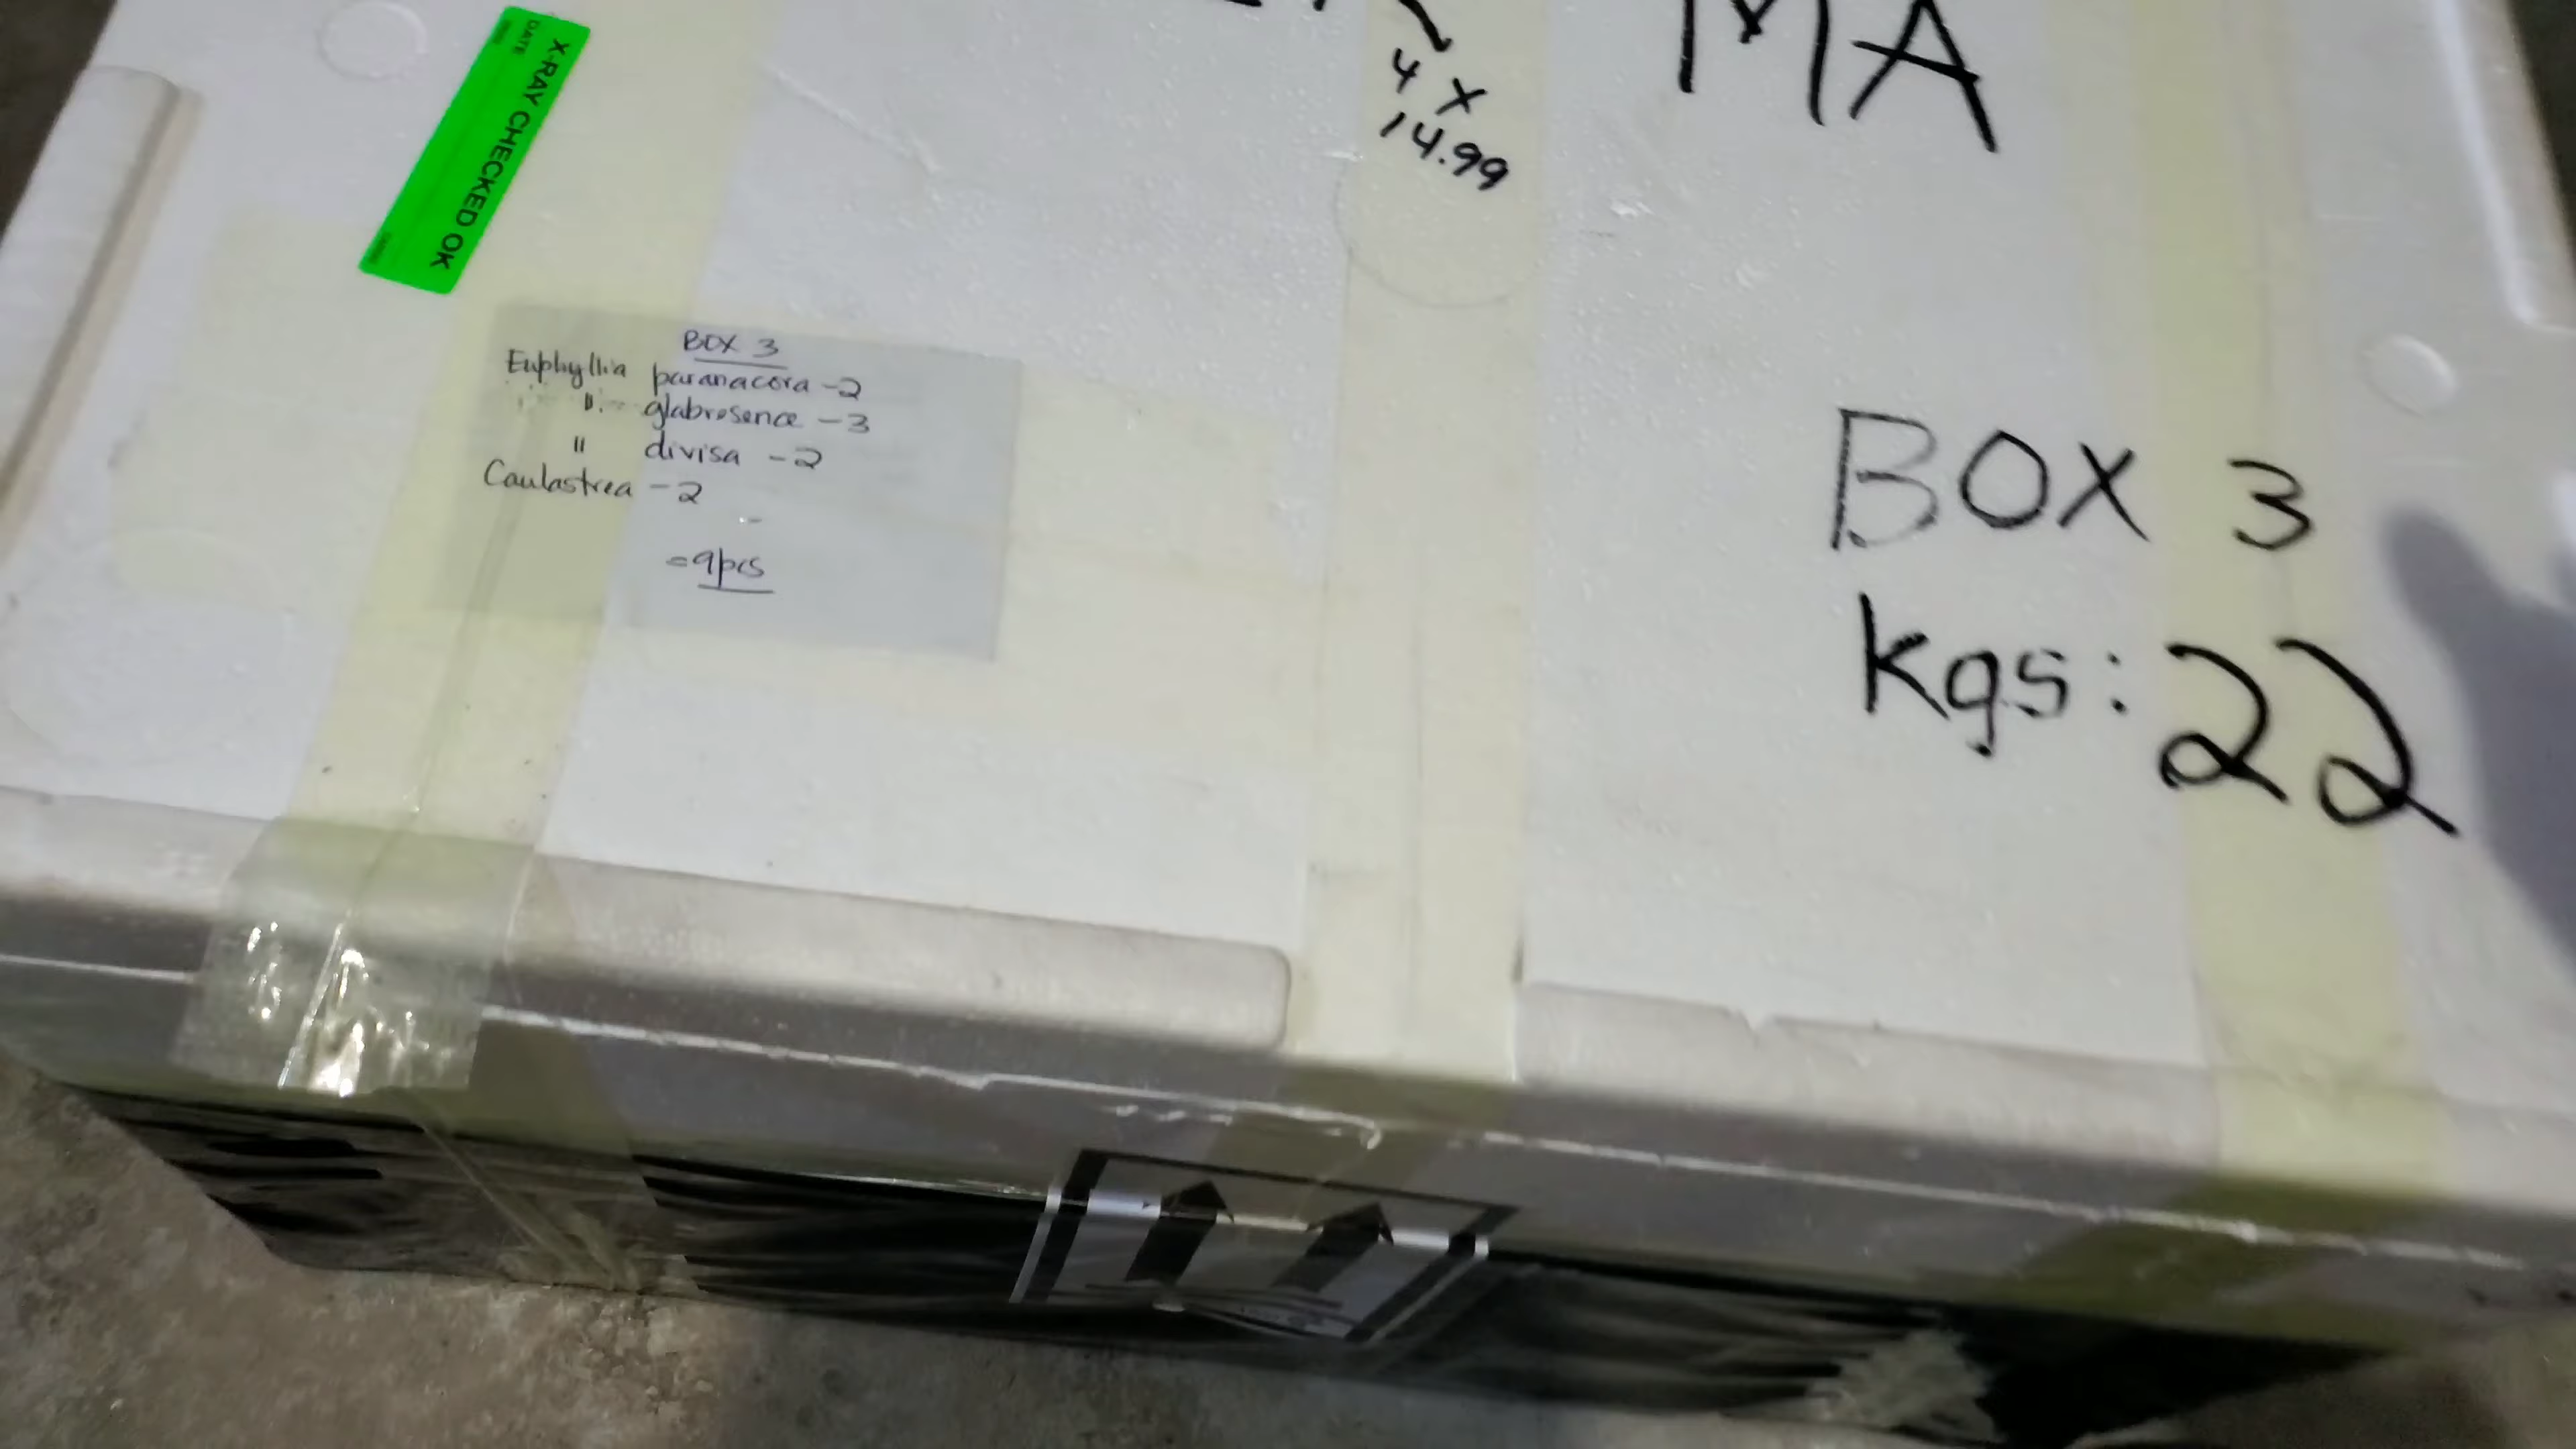 X-RAY CHECKED OK
DATE
MA
4 X
14.99
BOX 3
Euphyllia paranacora -2
" glabresence -3
" divisa -2
Caulastrea -2
=9pcs
BOX 3
kgs: 22